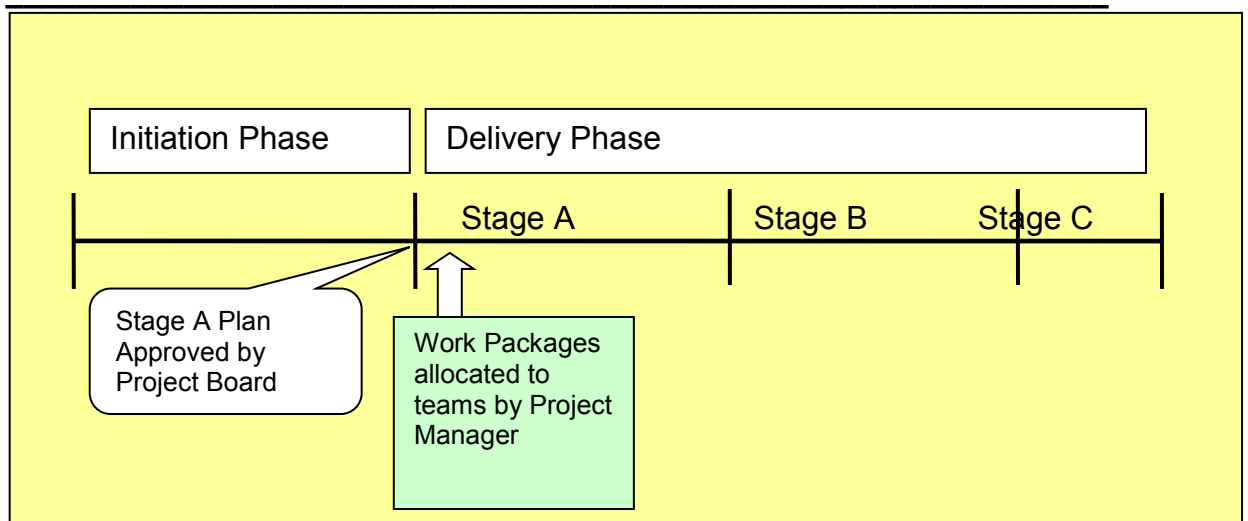 Initiation Phase
Delivery Phase
Stage A
Stage B
Stage C
Stage A Plan
Approved by
Project Board
Work Packages
allocated to
teams by Project
Manager